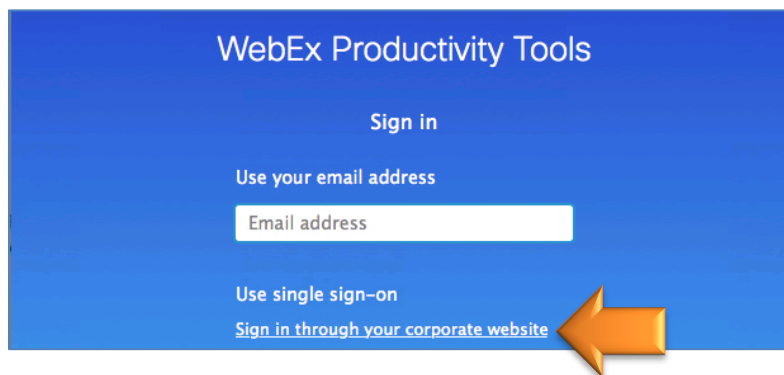 WebEx Productivity Tools
Sign in
Use your email address
Email address
Use single sign-on
Sign in through your corporate website